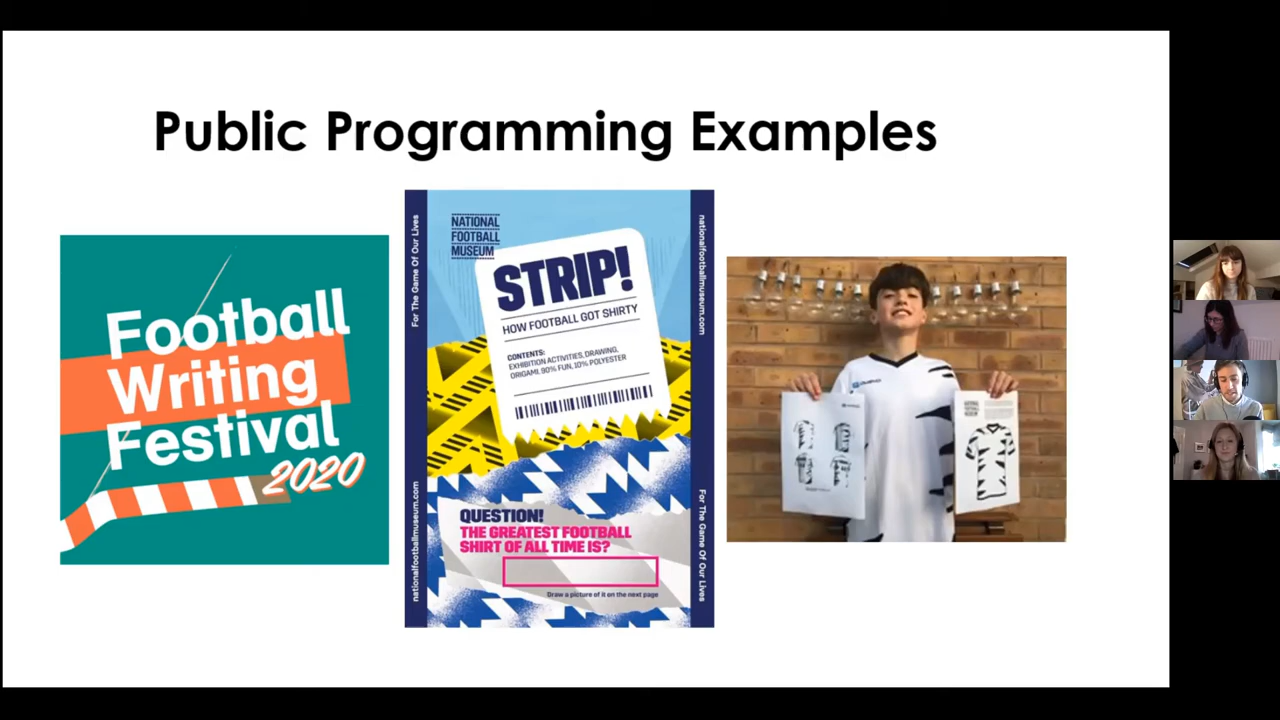 Public Programming Examples
Football
Writing
Festival
2020
For The Game Of Our Lives
nationalfootballmuseum.com
NATIONAL
FOOTBALL
MUSEUM
STRIP!
HOW FOOTBALL GOT SHIRTY
CONTENTS:
EXHIBITION ACTIVITIES, DRAWING,
ORIGAMI, 90% FUN, 10% POLYESTER
QUESTION!
THE GREATEST FOOTBALL
SHIRT OF ALL TIME IS?
Draw a picture of it on the next page
nationalfootballmuseum.com
For The Game Of Our Lives